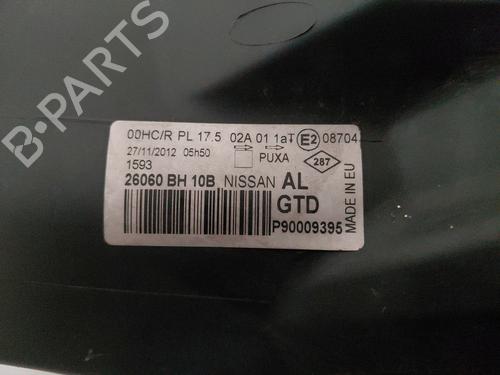 00HC/R PL 17.5 02A 01 1aT E2 08704
27/11/2012 05h50 PUXA 287
1593
26060 BH 10B NISSAN AL
GTD
P90009395
MADE IN EU
B-PARTS